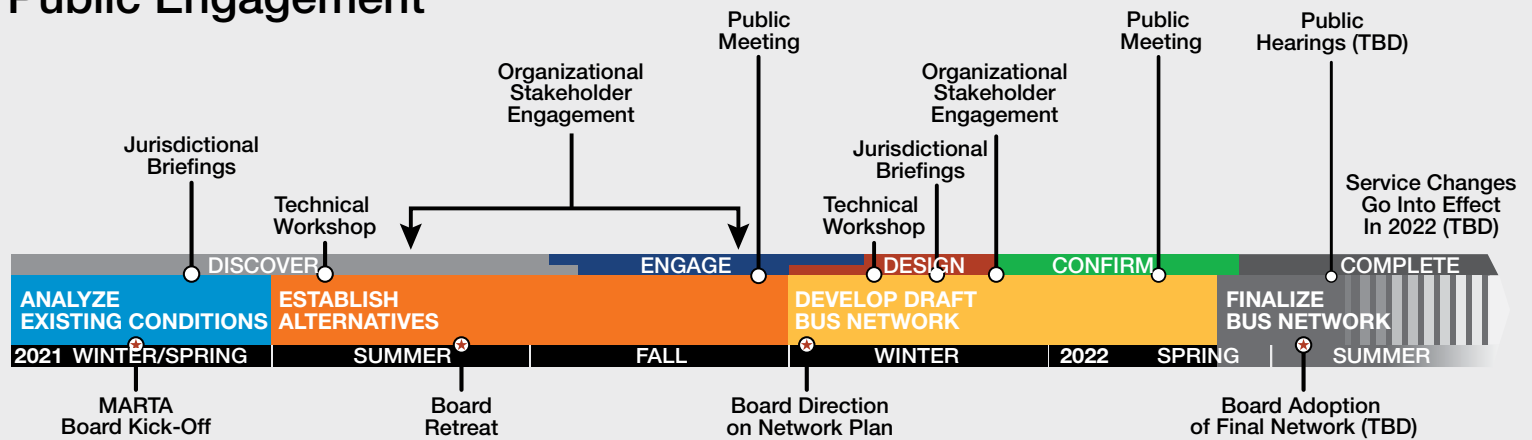 Public Engagement
Public
Meeting
Public
Meeting
Public
Hearings (TBD)
Organizational
Stakeholder
Engagement
Organizational
Stakeholder
Engagement
Jurisdictional
Briefings
Jurisdictional
Briefings
Technical
Workshop
Technical
Workshop
Service Changes
Go Into Effect
In 2022 (TBD)
DISCOVER
ENGAGE
DESIGN
CONFIRM
COMPLETE
ANALYZE
EXISTING CONDITIONS
ESTABLISH
ALTERNATIVES
DEVELOP DRAFT
BUS NETWORK
FINALIZE
BUS NETWORK
2021 WINTER/SPRING
SUMMER
FALL
WINTER
2022 SPRING
SUMMER
MARTA
Board Kick-Off
Board
Retreat
Board Direction
on Network Plan
Board Adoption
of Final Network (TBD)